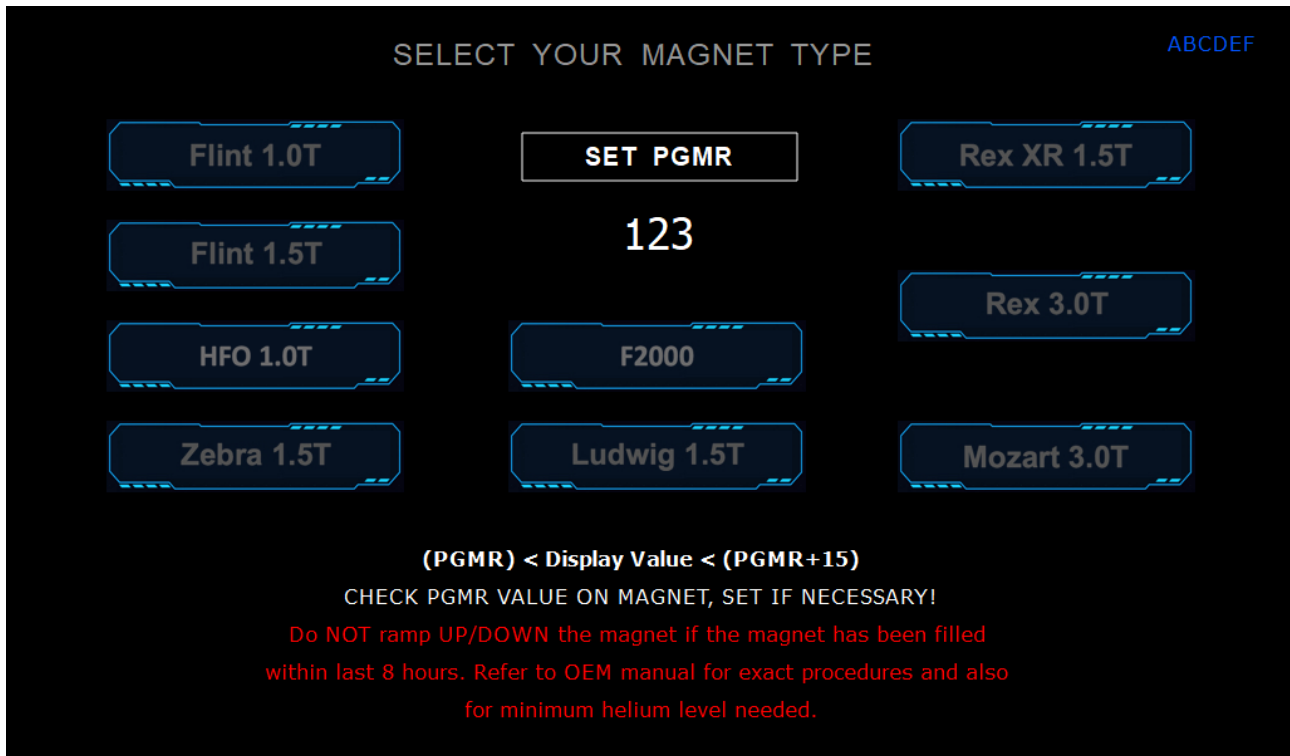 SELECT YOUR MAGNET TYPE
ABCDEF
Flint 1.0T
SET PGMR
Rex XR 1.5T
123
Flint 1.5T
Rex 3.0T
HFO 1.0T
F2000
Zebra 1.5T
Ludwig 1.5T
Mozart 3.0T
(PGMR) < Display Value < (PGMR+15)
CHECK PGMR VALUE ON MAGNET, SET IF NECESSARY!
Do NOT ramp UP/DOWN the magnet if the magnet has been filled
within last 8 hours. Refer to OEM manual for exact procedures and also
for minimum helium level needed.